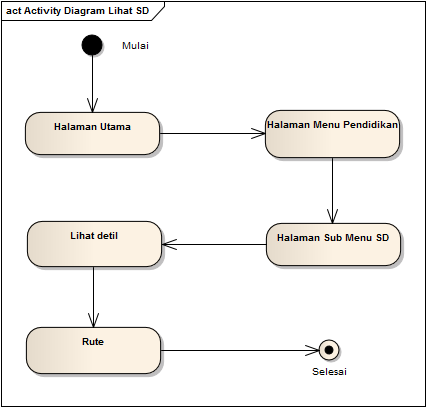 act Activity Diagram Lihat SD
Mulai
Halaman Utama
Halaman Menu Pendidikan
Halaman Sub Menu SD
Lihat detil
Rute
Selesai